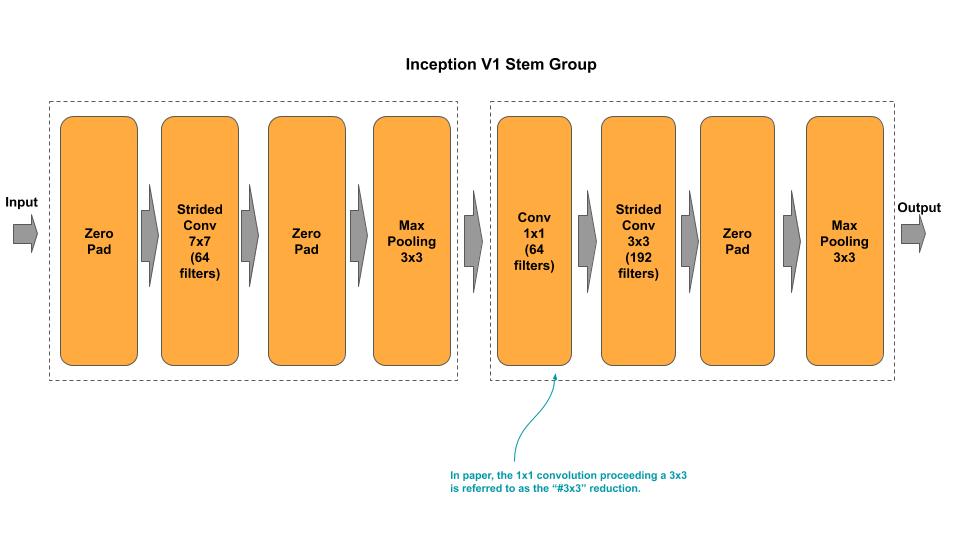 Inception V1 Stem Group
Input
Zero
Pad
Strided
Conv
7x7
(64
filters)
Zero
Pad
Max
Pooling
3x3
Conv
1x1
(64
filters)
Strided
Conv
3x3
(192
filters)
Zero
Pad
Max
Pooling
3x3
Output
In paper, the 1x1 convolution proceeding a 3x3
is referred to as the “#3x3” reduction.